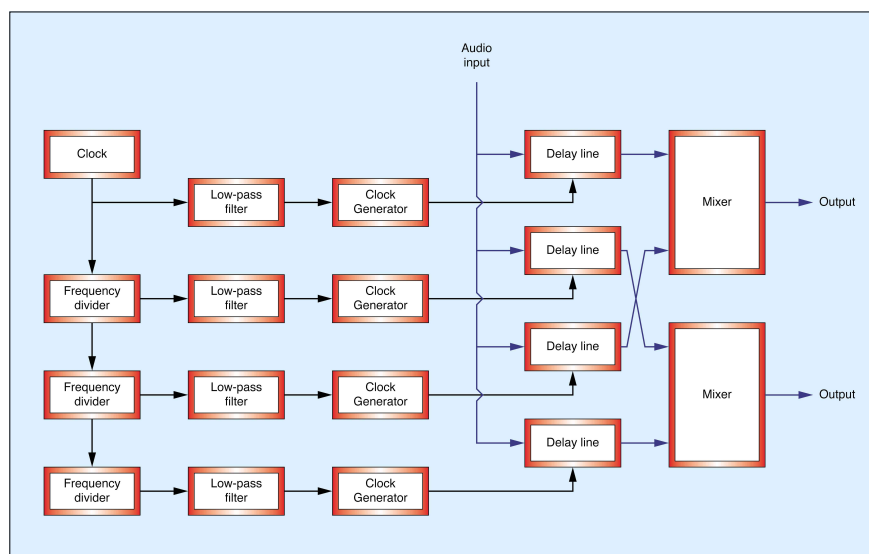 Audio
input
Clock
Delay line
Mixer
Output
Low-pass
filter
Clock
Generator
Delay line
Frequency
divider
Low-pass
filter
Clock
Generator
Delay line
Frequency
divider
Low-pass
filter
Clock
Generator
Mixer
Output
Delay line
Frequency
divider
Low-pass
filter
Clock
Generator